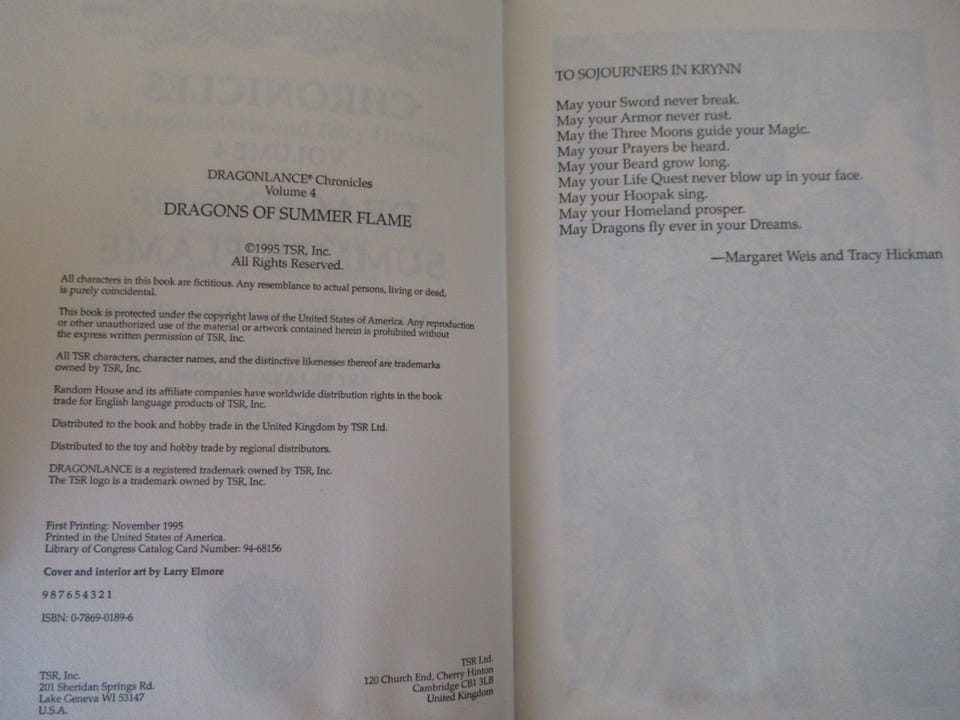 DRAGONLANCE® Chronicles
Volume 4
DRAGONS OF SUMMER FLAME
©1995 TSR, Inc.
All Rights Reserved.
All characters in this book are fictitious. Any resemblance to actual persons, living or dead,
is purely coincidental.
This book is protected under the copyright laws of the United States of America. Any reproduction
or other unauthorized use of the material or artwork contained herein is prohibited without
the express written permission of TSR, Inc.
All TSR characters, character names, and the distinctive likenesses thereof are trademarks
owned by TSR, Inc.
Random House and its affiliate companies have worldwide distribution rights in the book
trade for English language products of TSR, Inc.
Distributed to the book and hobby trade in the United Kingdom by TSR Ltd.
Distributed to the toy and hobby trade by regional distributors.
DRAGONLANCE is a registered trademark owned by TSR, Inc.
The TSR logo is a trademark owned by TSR, Inc.
First Printing: November 1995
Printed in the United States of America.
Library of Congress Catalog Card Number: 94-68156
Cover and interior art by Larry Elmore
9 8 7 6 5 4 3 2 1
ISBN: 0-7869-0189-6
TSR, Inc.
201 Sheridan Springs Rd.
Lake Geneva WI 53147
U.S.A.
TSR Ltd.
120 Church End, Cherry Hinton
Cambridge CB1 3LB
United Kingdom
TO SOJOURNERS IN KRYNN
May your Sword never break.
May your Armor never rust.
May the Three Moons guide your Magic.
May your Prayers be heard.
May your Beard grow long.
May your Life Quest never blow up in your face.
May your Hoopak sing.
May your Homeland prosper.
May Dragons fly ever in your Dreams.
—Margaret Weis and Tracy Hickman